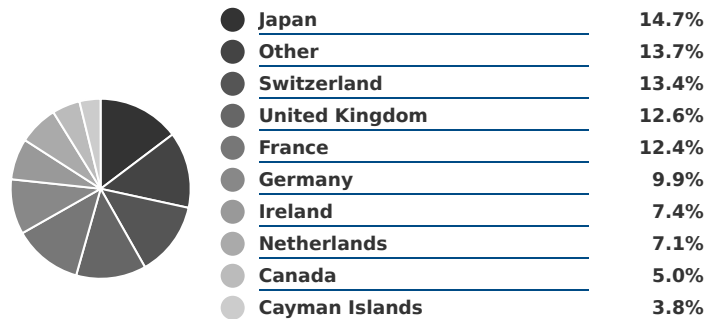 Japan 14.7%
Other 13.7%
Switzerland 13.4%
United Kingdom 12.6%
France 12.4%
Germany 9.9%
Ireland 7.4%
Netherlands 7.1%
Canada 5.0%
Cayman Islands 3.8%